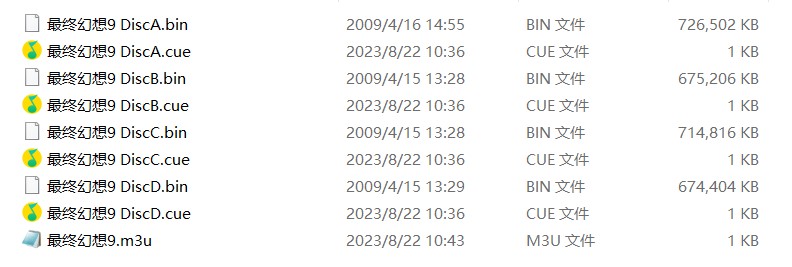 最终幻想9 DiscA.bin 2009/4/16 14:55 BIN 文件 726,502 KB
最终幻想9 DiscA.cue 2023/8/22 10:36 CUE 文件 1 KB
最终幻想9 DiscB.bin 2009/4/15 13:28 BIN 文件 675,206 KB
最终幻想9 DiscB.cue 2023/8/22 10:36 CUE 文件 1 KB
最终幻想9 DiscC.bin 2009/4/15 13:28 BIN 文件 714,816 KB
最终幻想9 DiscC.cue 2023/8/22 10:36 CUE 文件 1 KB
最终幻想9 DiscD.bin 2009/4/15 13:29 BIN 文件 674,404 KB
最终幻想9 DiscD.cue 2023/8/22 10:36 CUE 文件 1 KB
最终幻想9.m3u 2023/8/22 10:43 M3U 文件 1 KB